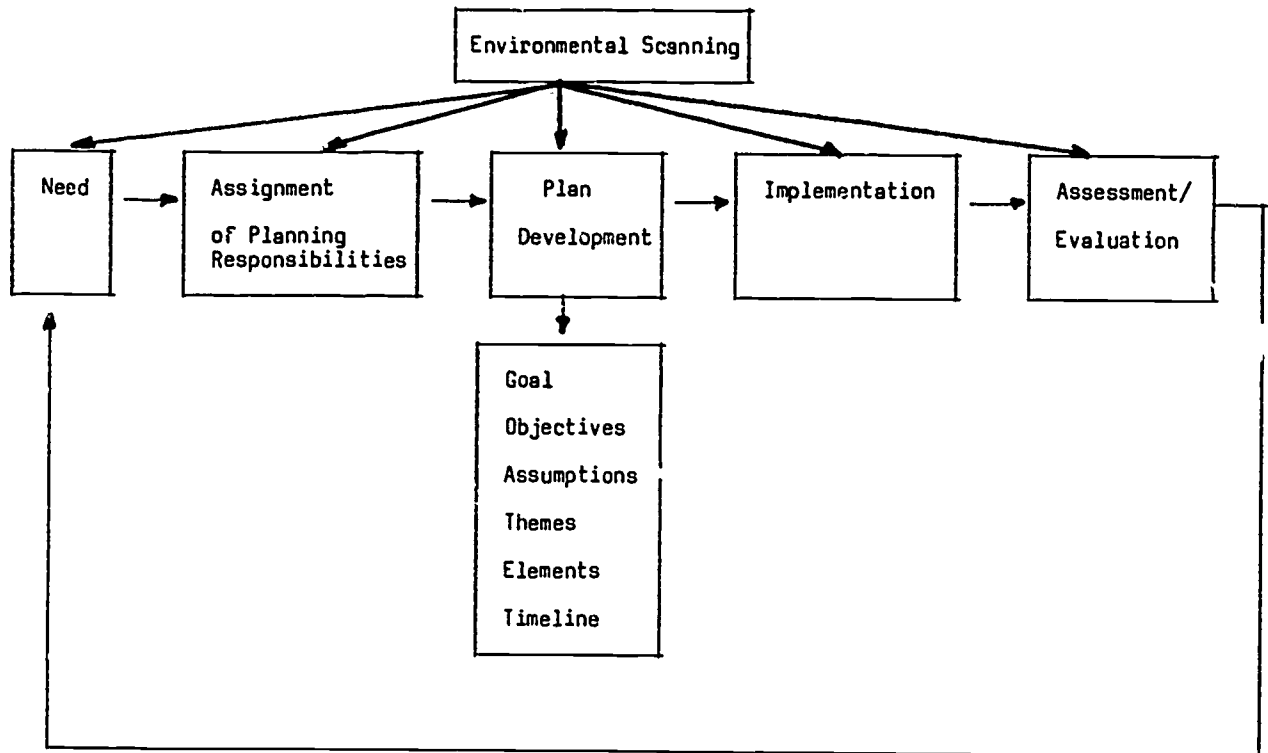 Environmental Scanning
Need
Assignment
of Planning
Responsibilities
Plan
Development
Implementation
Assessment/
Evaluation
Goal
Objectives
Assumptions
Themes
Elements
Timeline